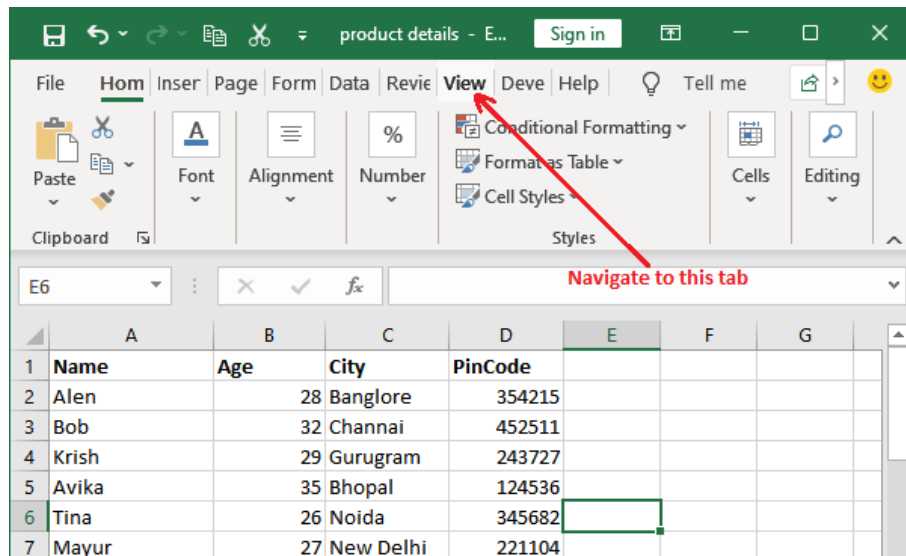 product details - E... Sign in
File Hom Inser Page Form Data Revie View Deve Help Tell me
Conditional Formatting
Format as Table
Cell Styles
Paste Font Alignment Number Cells Editing
Clipboard Styles
Navigate to this tab
E6 fx
A B C D E F G
1 Name Age City PinCode
2 Alen 28 Banglore 354215
3 Bob 32 Channai 452511
4 Krish 29 Gurugram 243727
5 Avika 35 Bhopal 124536
6 Tina 26 Noida 345682
7 Mayur 27 New Delhi 221104